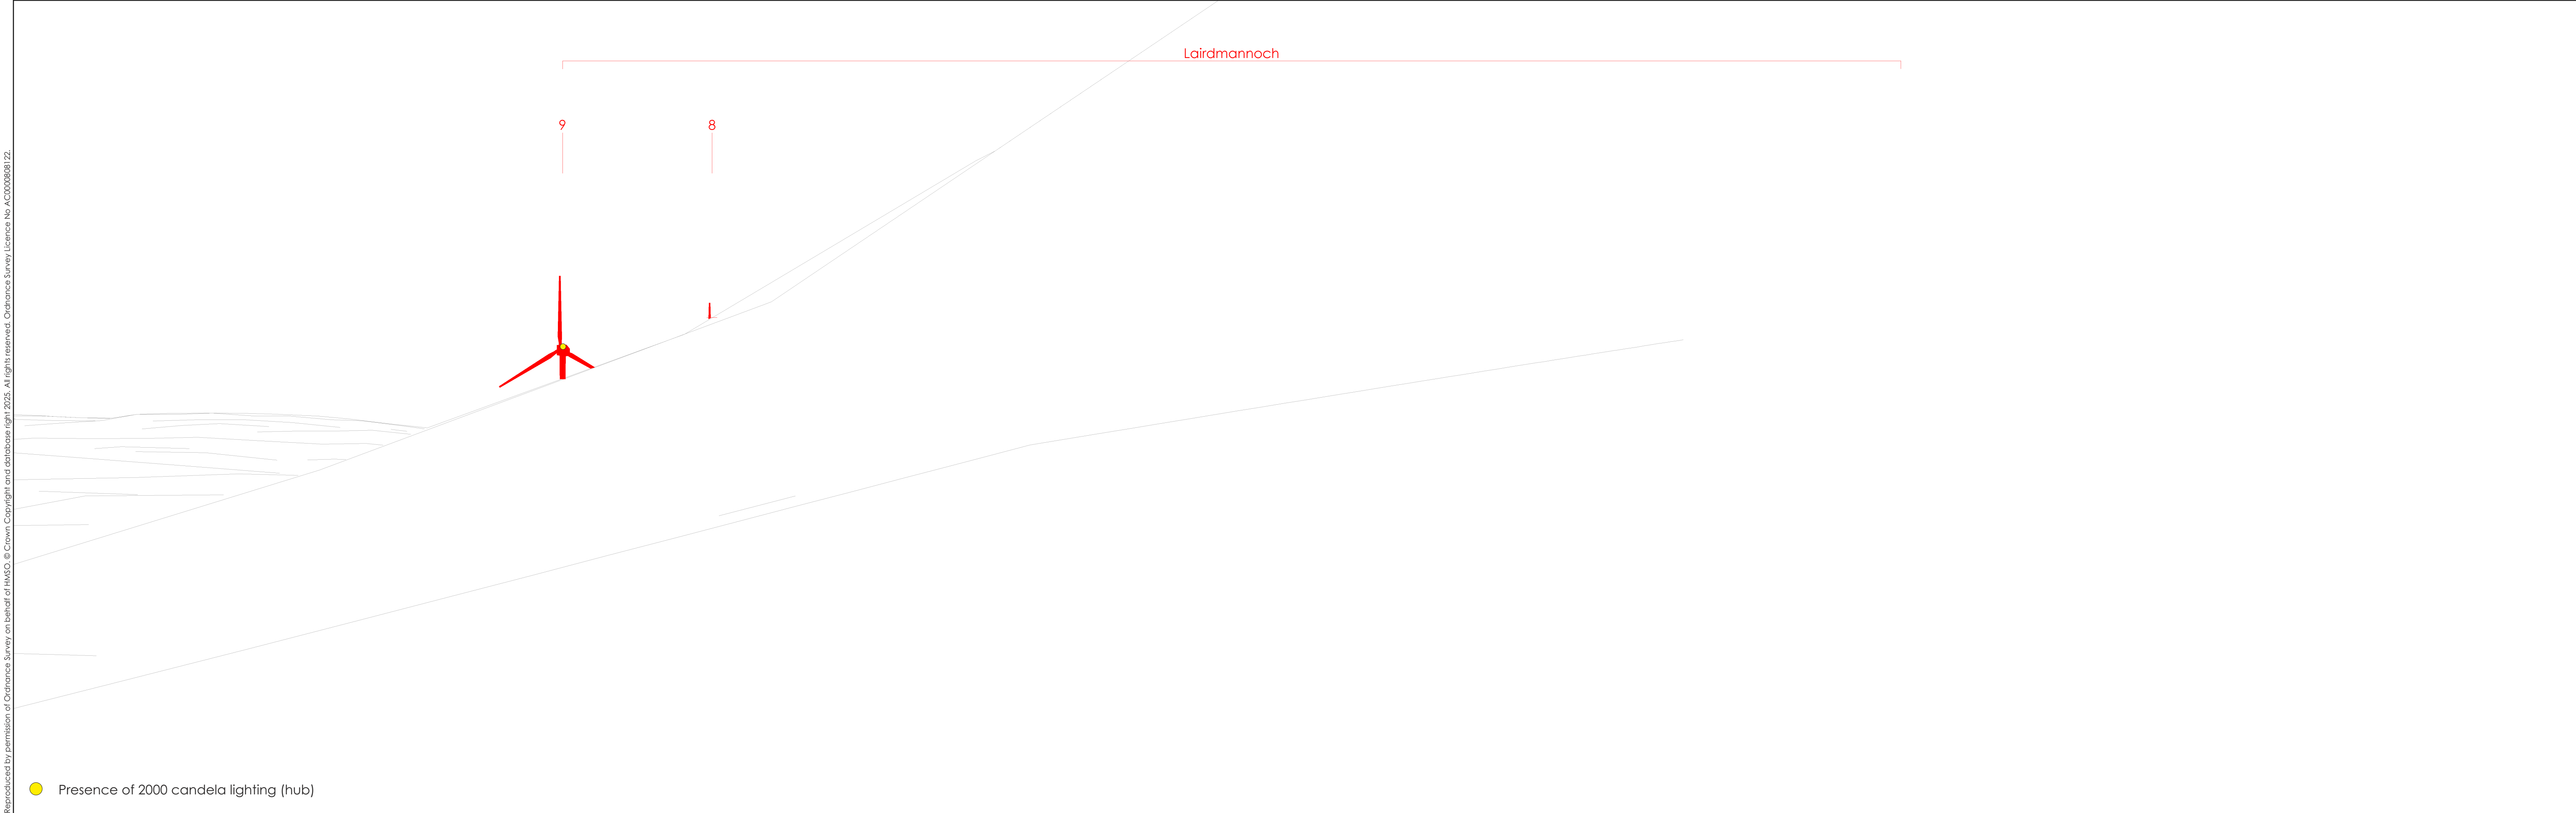 Lairdmannoch
9 8
Presence of 2000 candela lighting (hub)
Reproduced by permission of Ordnance Survey on behalf of HMSO. © Crown Copyright and database right 2025. All rights reserved. Ordnance Survey Licence No AC0000808122.